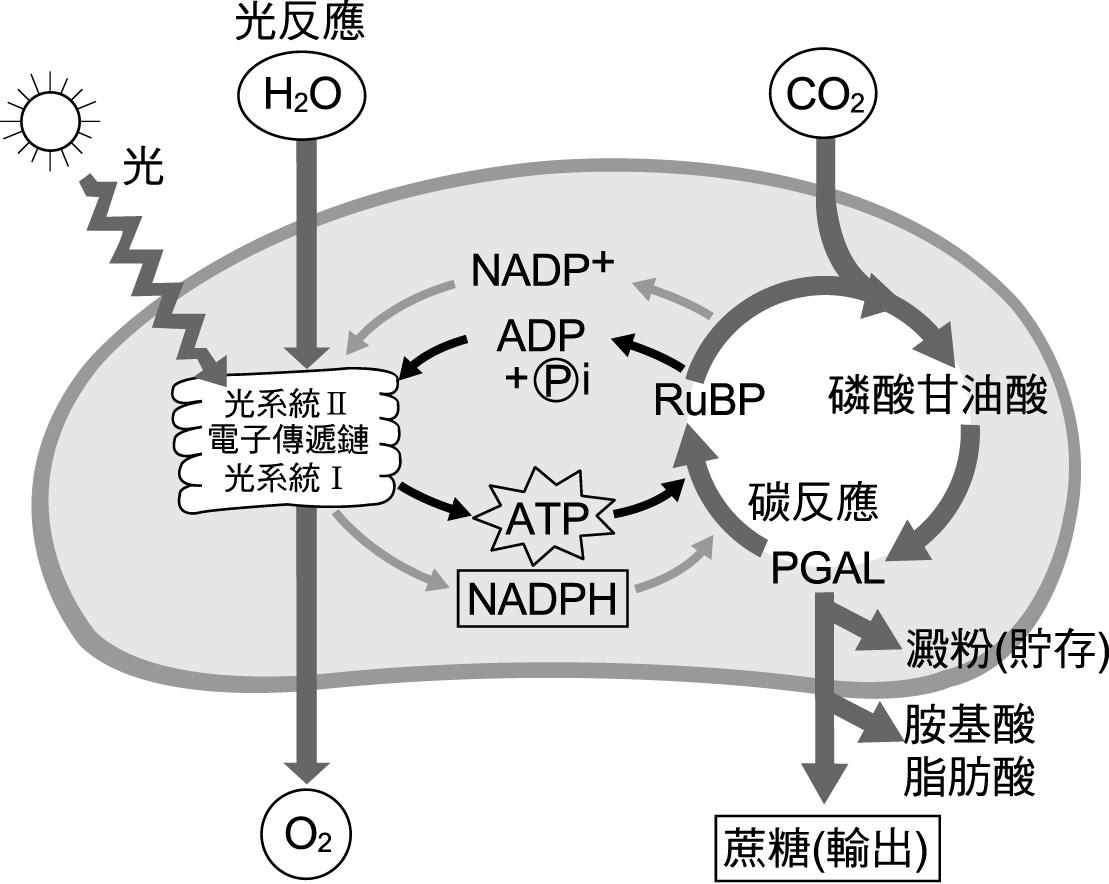 光反應
H₂O
CO₂
光
NADP⁺
ADP
+Ⓟi
RuBP
磷酸甘油酸
光系統Ⅱ
電子傳遞鏈
光系統Ⅰ
碳反應
ATP
PGAL
NADPH
澱粉(貯存)
胺基酸
脂肪酸
O₂
蔗糖(輸出)